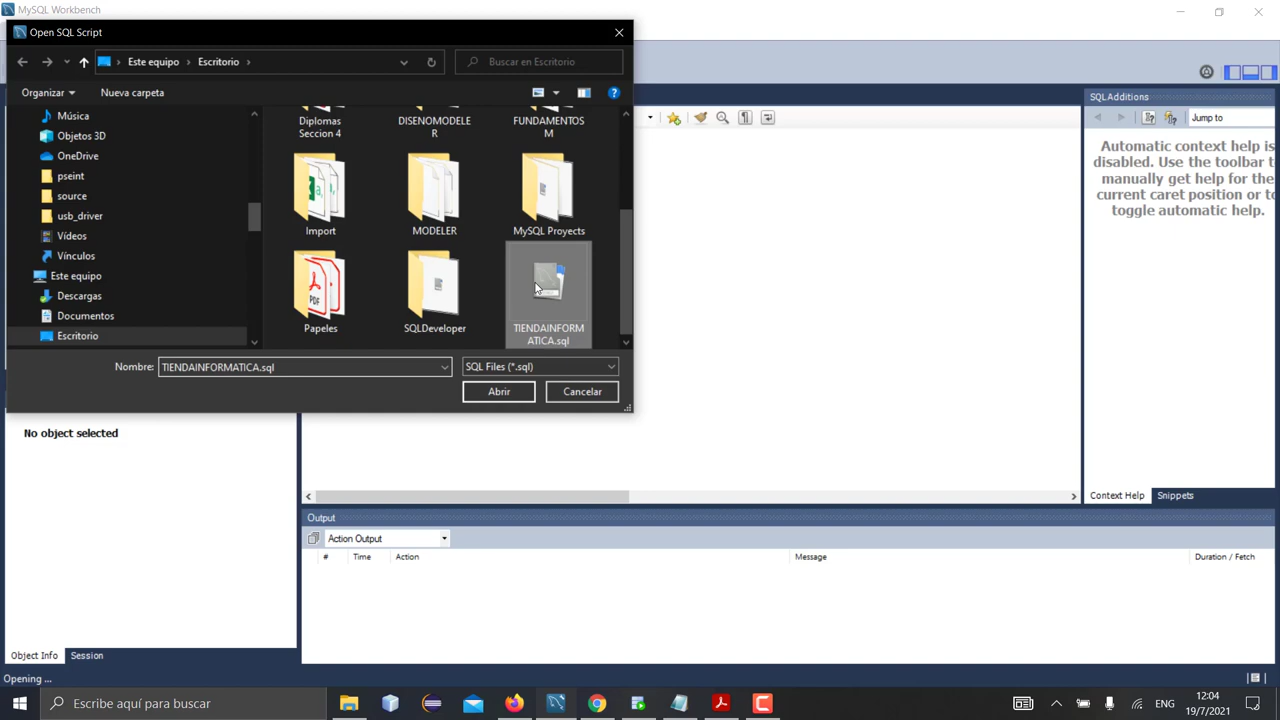 MySQL Workbench
Open SQL Script
Este equipo
Escritorio
Buscar en Escritorio
Organizar
Nueva carpeta
Música
Objetos 3D
OneDrive
pseint
source
usb_driver
Vídeos
Vínculos
Este equipo
Descargas
Documentos
Escritorio
Diplomas
Seccion 4
DISENOMODELE
R
FUNDAMENTOS
M
Import
MODELER
MySQL Proyects
Papeles
SQLDeveloper
TIENDAINFORM
ATICA.sql
Nombre:
TIENDAINFORMATICA.sql
SQL Files (*.sql)
Abrir
Cancelar
SQLAdditions
Jump to
Automatic context help is
disabled. Use the toolbar t
manually get help for the
current caret position or to
toggle automatic help.
Context Help
Snippets
No object selected
Output
Action Output
#
Time
Action
Message
Duration / Fetch
Object Info
Session
Opening ...
Escribe aquí para buscar
ENG
12:04
19/7/2021